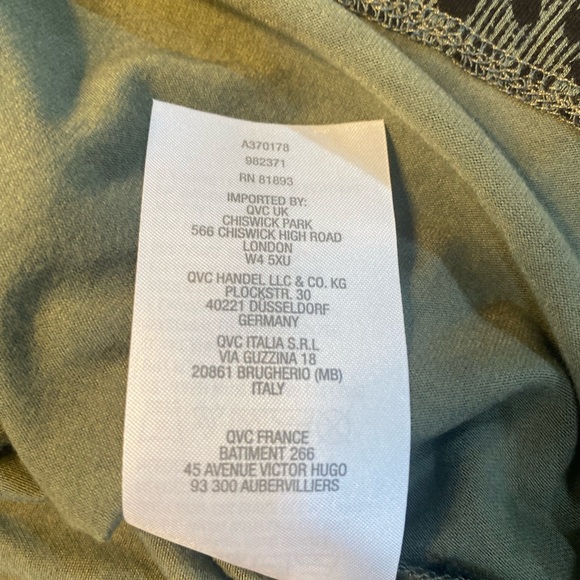 A370178
982371
RN 81893
IMPORTED BY:
QVC UK
CHISWICK PARK
566 CHISWICK HIGH ROAD
LONDON
W4 5XU
QVC HANDEL LLC & CO. KG
PLOCKSTR. 30
40221 DÜSSELDORF
GERMANY
QVC ITALIA S.R.L
VIA GUZZINA 18
20861 BRUGHERIO (MB)
ITALY
QVC FRANCE
BATIMENT 266
45 AVENUE VICTOR HUGO
93 300 AUBERVILLIERS